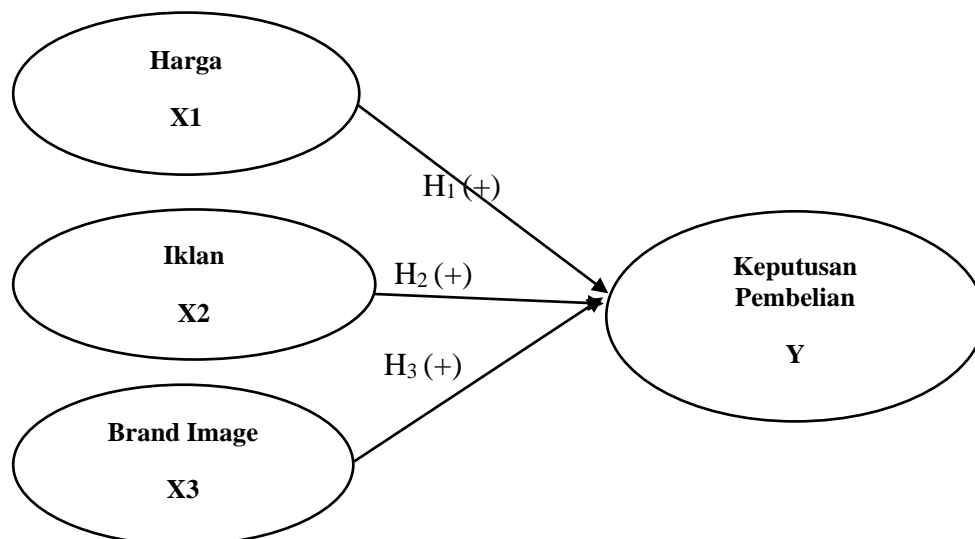 Harga
X1
H₁ (+)
Iklan
X2
H₂ (+)
Keputusan
Pembelian
Y
H₃ (+)
Brand Image
X3